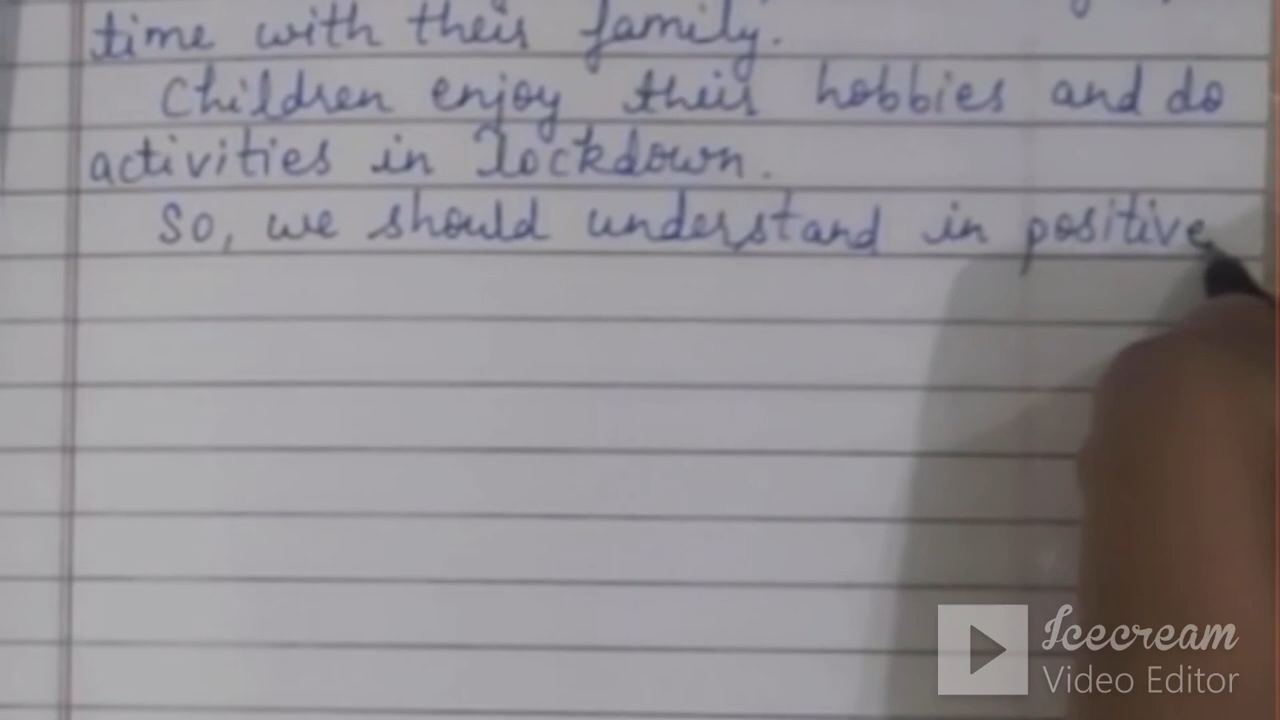 time with their family.
Children enjoy their hobbies and do
activities in lockdown.
So, we should understand in positive
Icecream
Video Editor